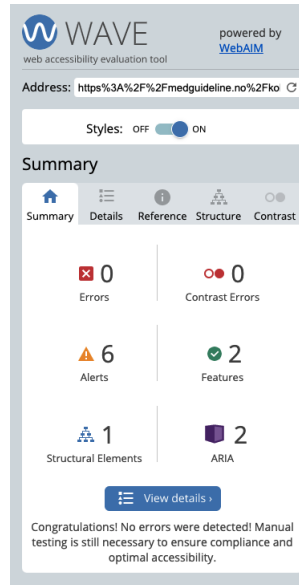 WAVE
web accessibility evaluation tool
powered by
WebAIM
Address: https%3A%2F%2Fmedguideline.no%2Fko
Styles: OFF ON
Summary
Summary Details Reference Structure Contrast
0
Errors
0
Contrast Errors
6
Alerts
2
Features
1
Structural Elements
2
ARIA
View details ›
Congratulations! No errors were detected! Manual
testing is still necessary to ensure compliance and
optimal accessibility.